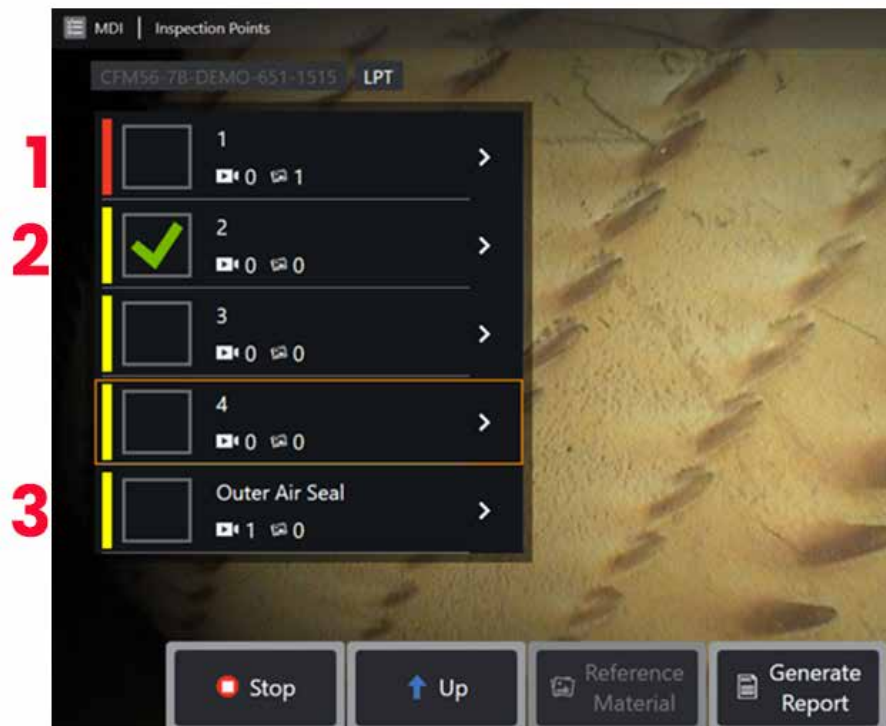 MDI | Inspection Points
CFM56-7B-DEMO-651-1515 LPT
1
1
0 1
2
2
0 0
3
0 0
4
0 0
3
Outer Air Seal
1 0
Stop
Up
Reference
Material
Generate
Report